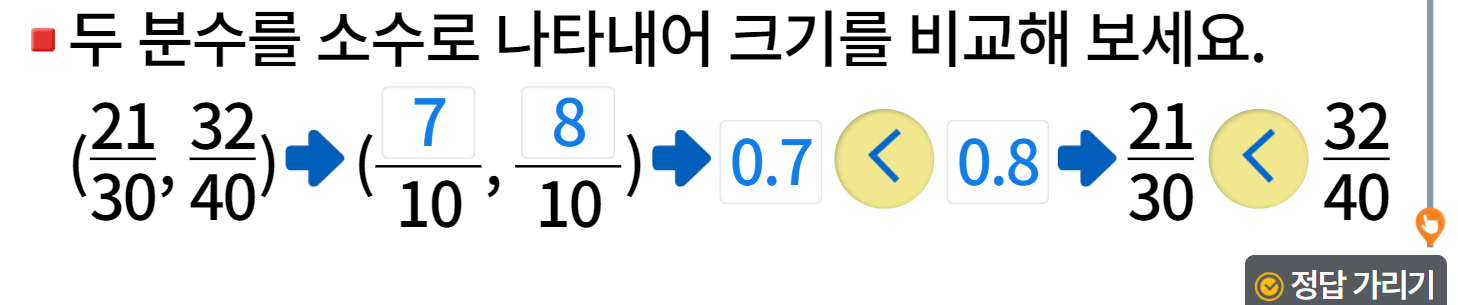 두 분수를 소수로 나타내어 크기를 비교해 보세요.
(21/30, 32/40) ➡ (7/10, 8/10) ➡ 0.7 < 0.8 ➡ 21/30 < 32/40
정답 가리기